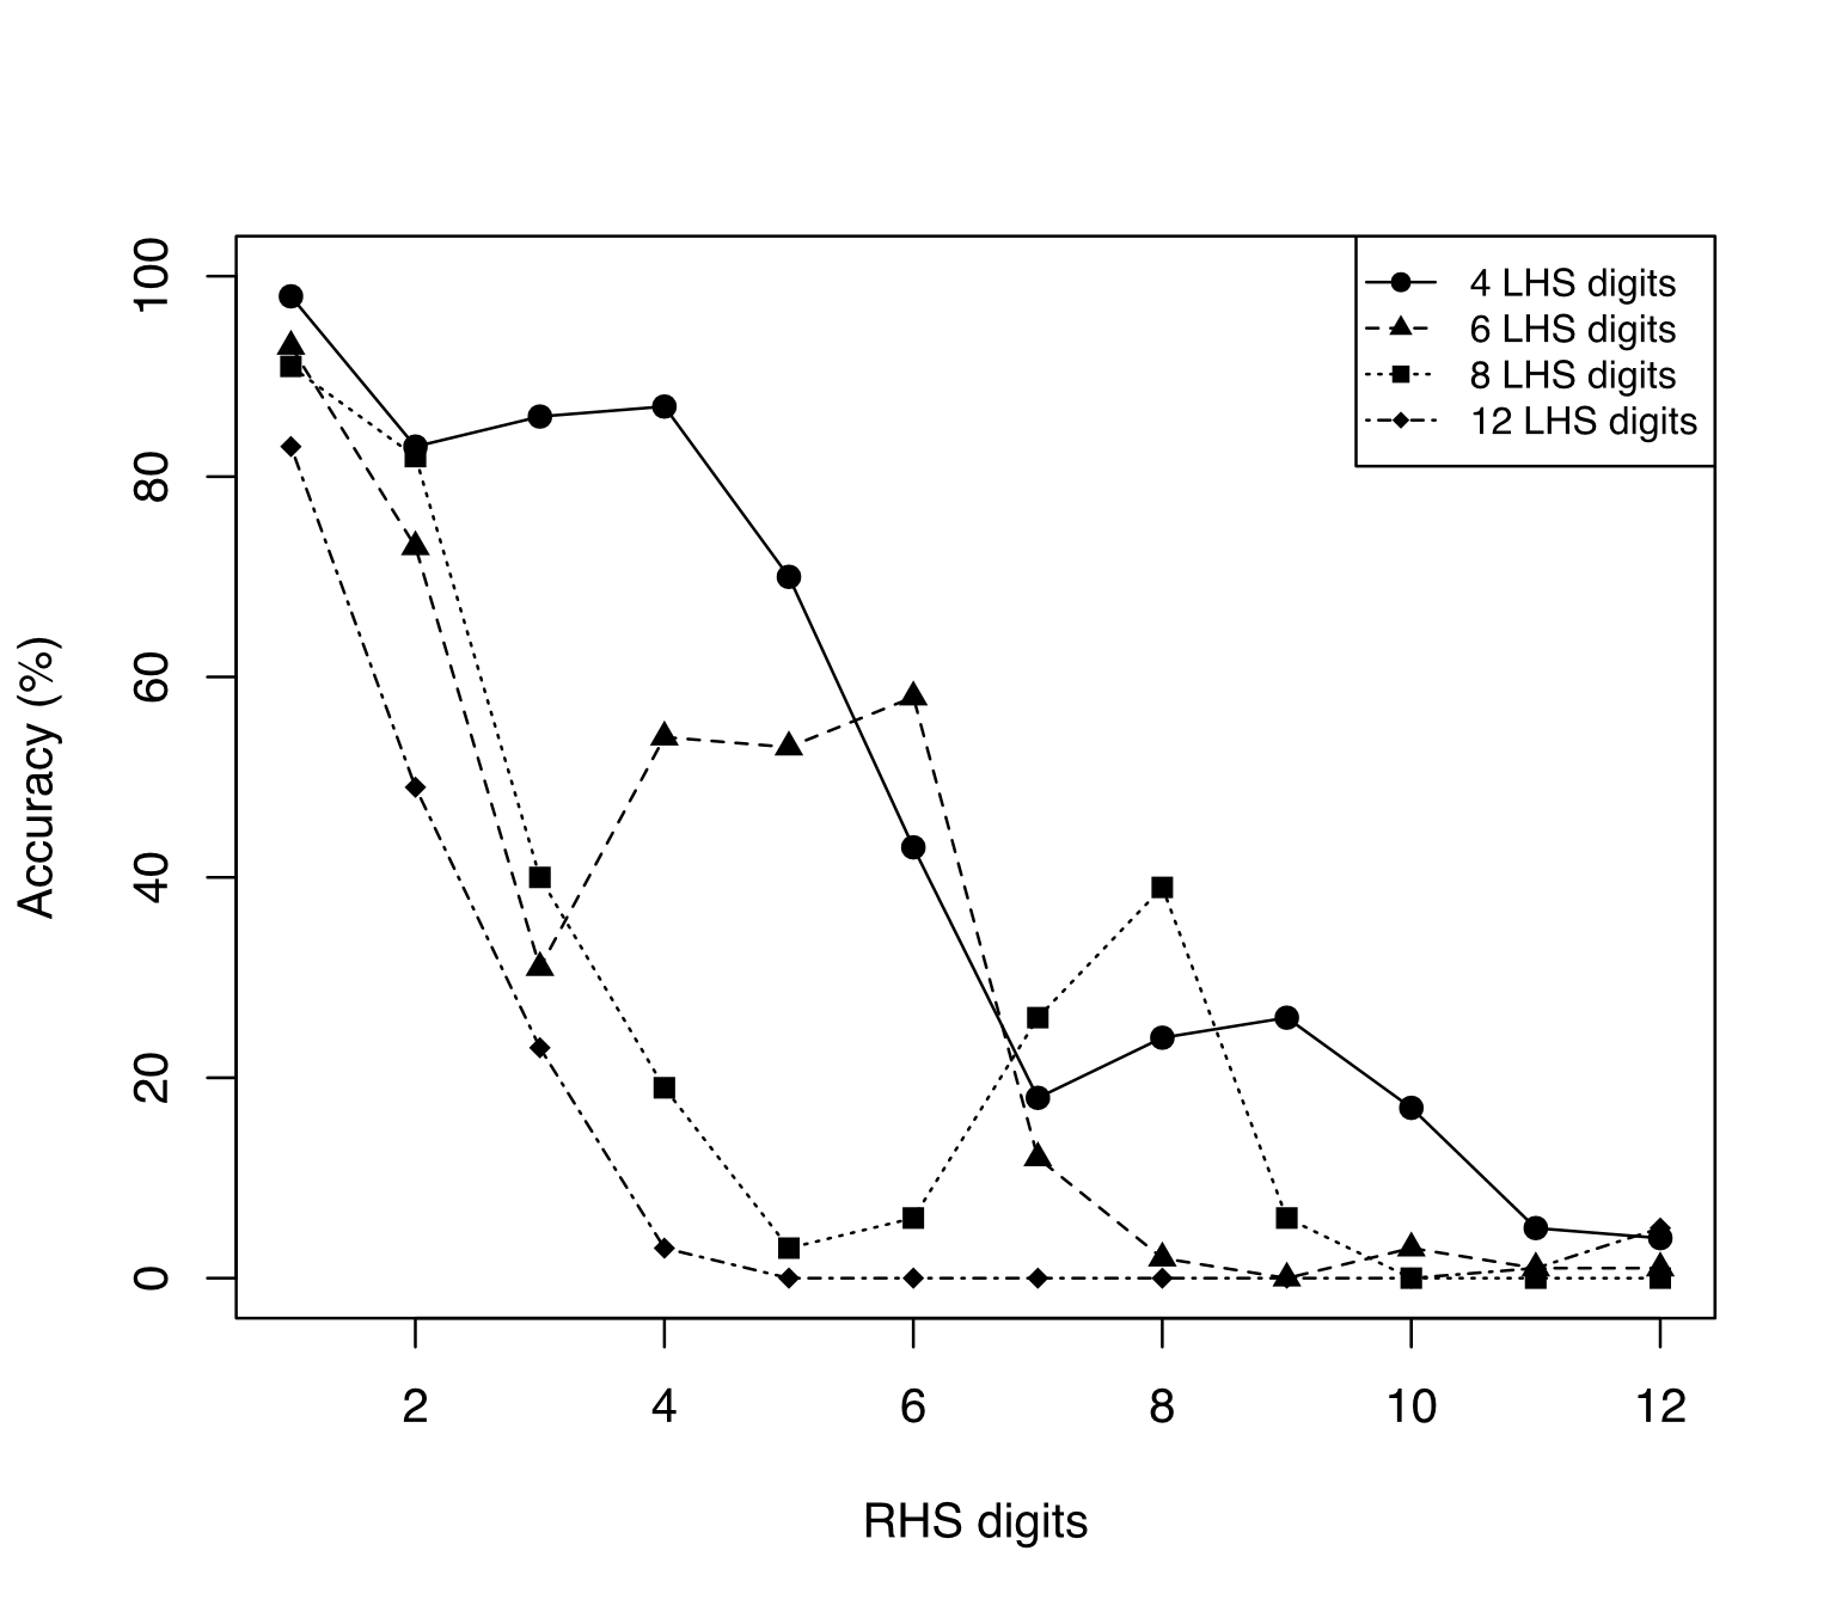 100
80
60
40
20
0
Accuracy (%)
4 LHS digits
6 LHS digits
8 LHS digits
12 LHS digits
2 4 6 8 10 12
RHS digits